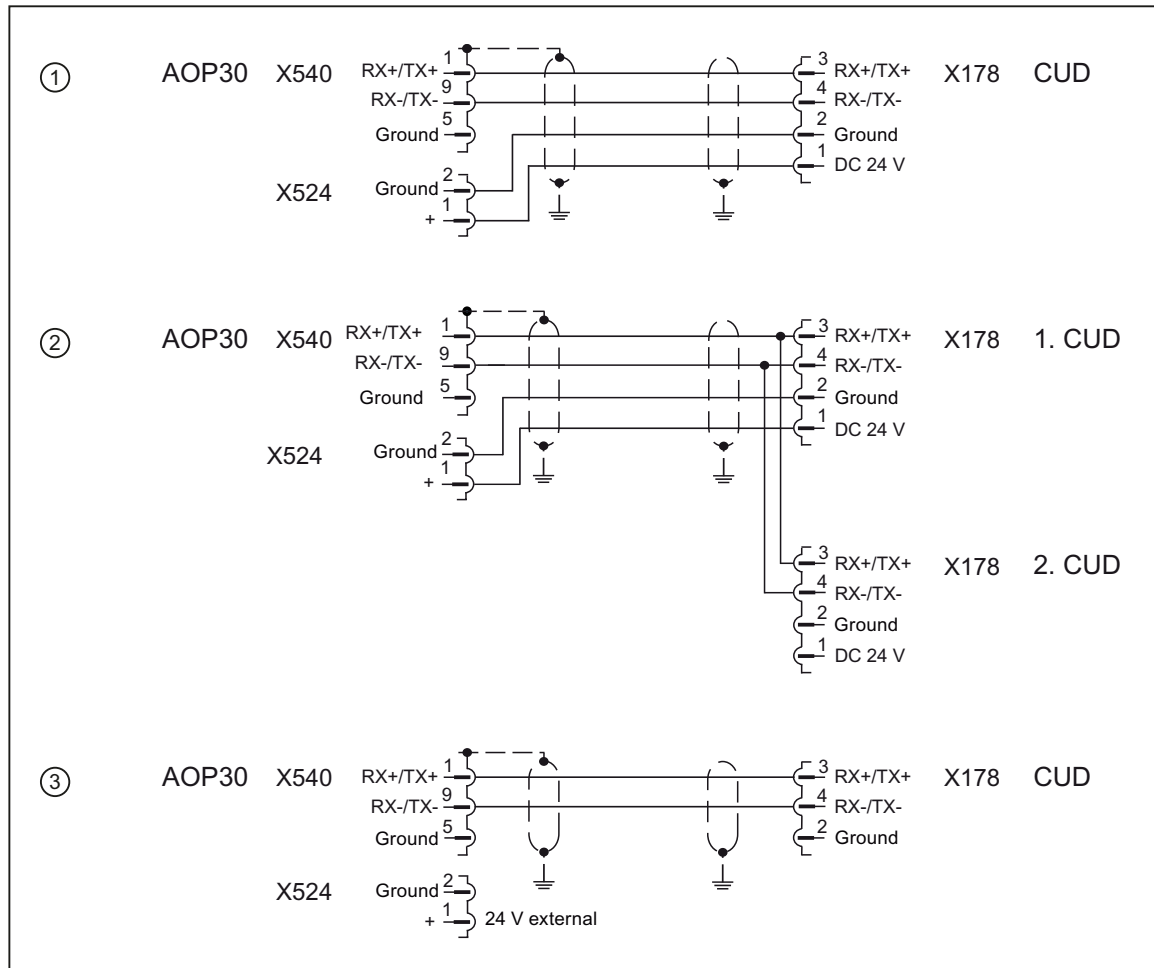 ① AOP30 X540 RX+/TX+ 1 3 RX+/TX+ X178 CUD
RX-/TX- 9 4 RX-/TX-
Ground 5 2 Ground
1 DC 24 V
X524 Ground 2
+ 1
② AOP30 X540 RX+/TX+ 1 3 RX+/TX+ X178 1. CUD
RX-/TX- 9 4 RX-/TX-
Ground 5 2 Ground
1 DC 24 V
X524 Ground 2
+ 1
3 RX+/TX+ X178 2. CUD
4 RX-/TX-
2 Ground
1 DC 24 V
③ AOP30 X540 RX+/TX+ 1 3 RX+/TX+ X178 CUD
RX-/TX- 9 4 RX-/TX-
Ground 5 2 Ground
X524 Ground 2
+ 1 24 V external